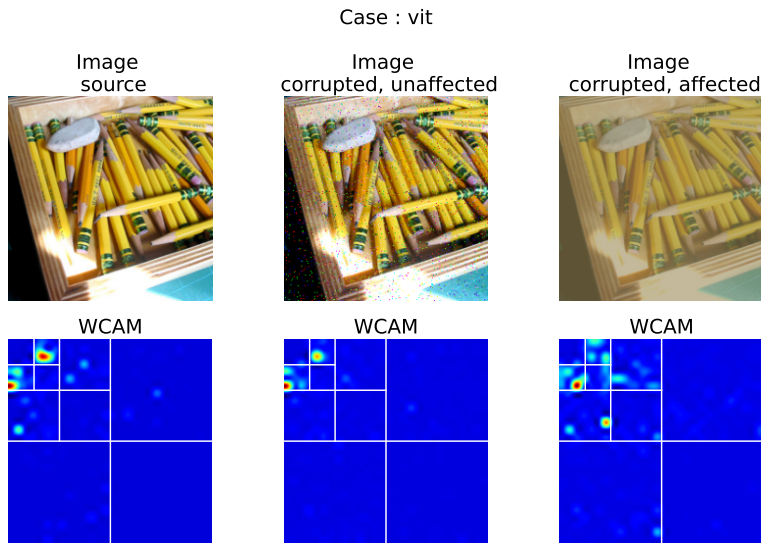 Case : vit
Image
source
Image
corrupted, unaffected
Image
corrupted, affected
WCAM
WCAM
WCAM